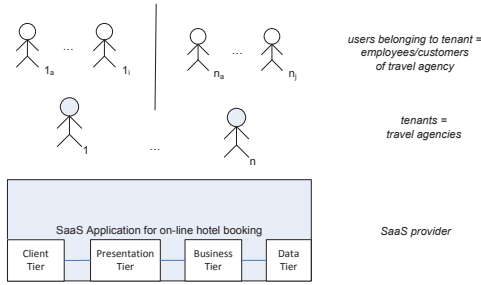 users belonging to tenant =
employees/customers
of travel agency
... ...
1a 1i na nj
tenants =
travel agencies
1 ... n
SaaS Application for on-line hotel booking
SaaS provider
Client
Tier
Presentation
Tier
Business
Tier
Data
Tier